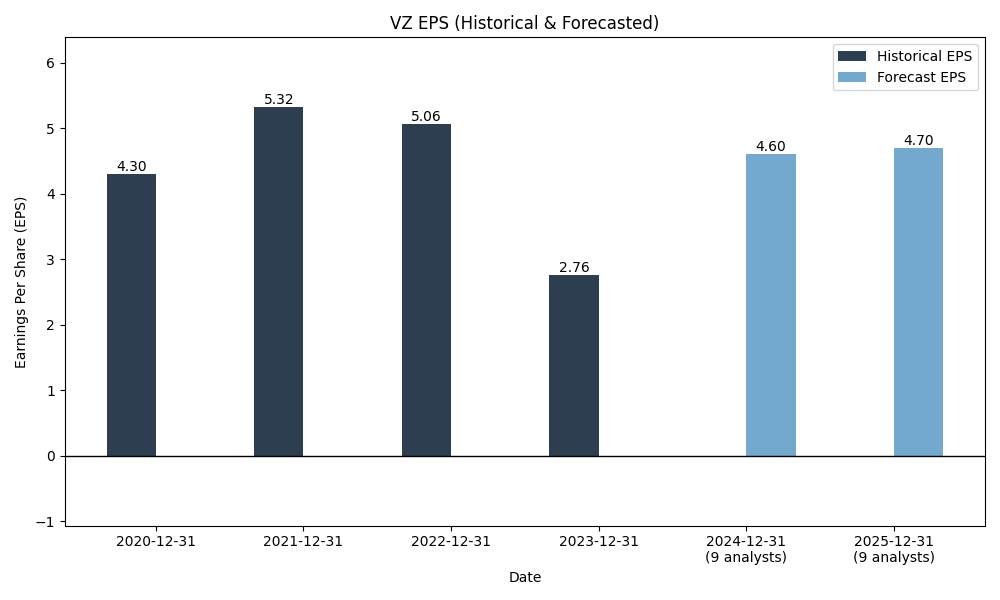 VZ EPS (Historical & Forecasted)
Historical EPS
Forecast EPS
Earnings Per Share (EPS)
6
5
4
3
2
1
0
−1
4.30
5.32
5.06
2.76
4.60
4.70
2020-12-31
2021-12-31
2022-12-31
2023-12-31
2024-12-31
(9 analysts)
2025-12-31
(9 analysts)
Date